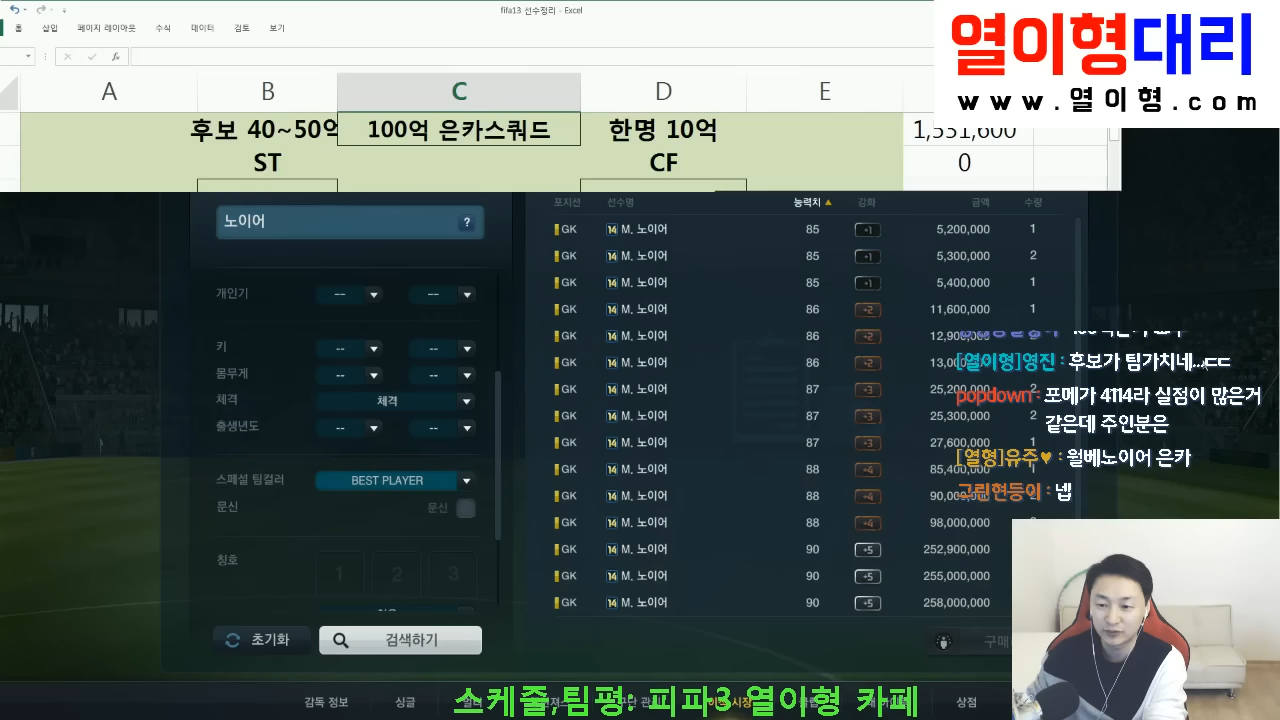 fifa13 선수정리 - Excel
홈 삽입 페이지 레이아웃 수식 데이터 검토 보기
fx
열이형대리
www.열이형.com
A B C D E
후보 40~50억 100억 은카스쿼드 한명 10억 1,531,600
ST CF 0
노이어 ?
포지션 선수명 능력치 강화 금액 수량
GK 14 M. 노이어 85 +1 5,200,000 1
GK 14 M. 노이어 85 +1 5,300,000 2
GK 14 M. 노이어 85 +1 5,400,000 1
GK 14 M. 노이어 86 +2 11,600,000 1
GK 14 M. 노이어 86 +2
GK 14 M. 노이어 86 +2
GK 14 M. 노이어 87 +3 25,200,000 2
GK 14 M. 노이어 87 +3 25,300,000 2
GK 14 M. 노이어 87 +3 27,600,000 1
GK 14 M. 노이어 88 +4
GK 14 M. 노이어 88 +4
GK 14 M. 노이어 88 +4 98,000,000
GK 14 M. 노이어 90 +5 252,900,000
GK 14 M. 노이어 90 +5 255,000,000
GK 14 M. 노이어 90 +5 258,000,000
개인기 -- --
키 -- --
몸무게 -- --
체격 체격
출생년도 -- --
스페셜 팀컬러 BEST PLAYER
문신 문신
칭호 1 2 3
초기화 검색하기
[열이형]영진 : 후보가 팀가치네..ㄷㄷ
popdown : 포메가 4114라 실점이 많은거
같은데 주인분은
[열형]유주♥ : 월베노이어 은카
그린현등이 : 넵
구매
감독 정보 싱글 상점
스케줄,팀평: 피파3 열이형 카페